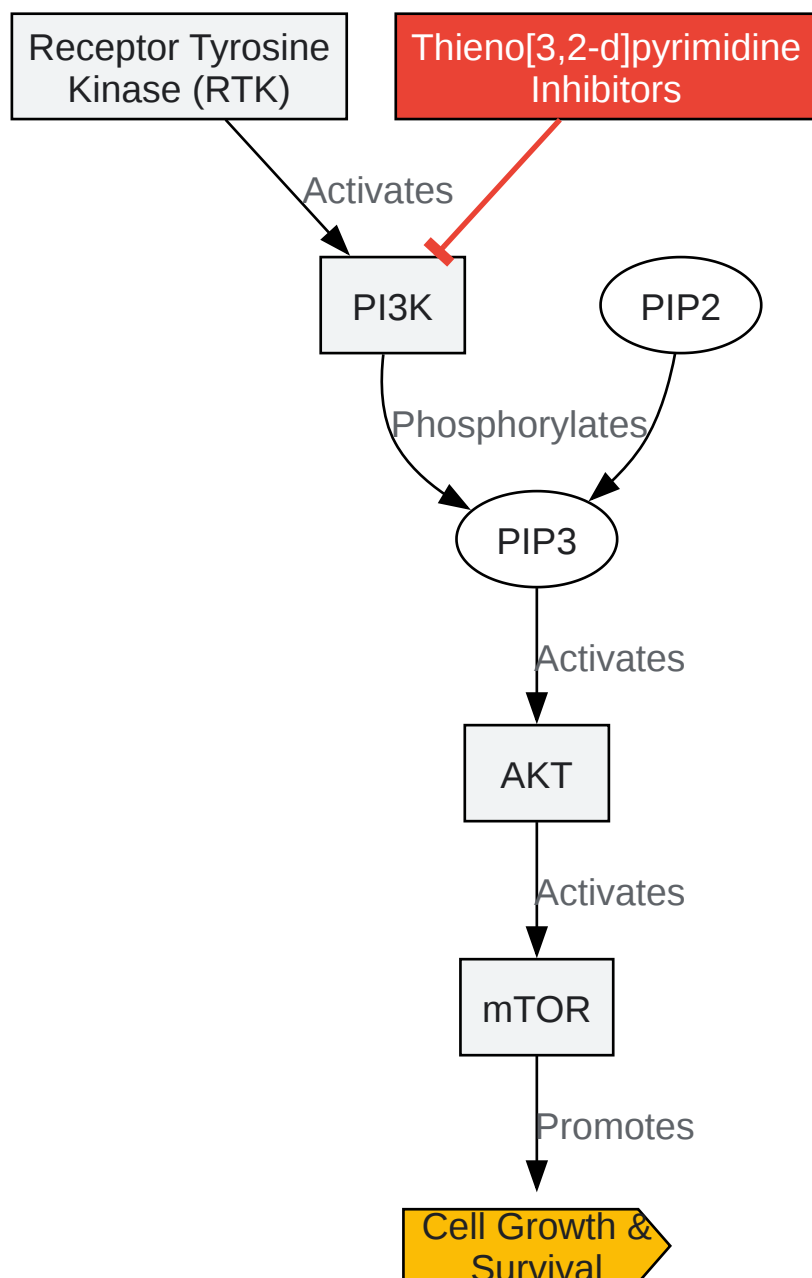 Receptor Tyrosine
Kinase (RTK)
Thieno[3,2-d]pyrimidine
Inhibitors
Activates
PI3K
PIP2
Phosphorylates
PIP3
Activates
AKT
Activates
mTOR
Promotes
Cell Growth &
Survival